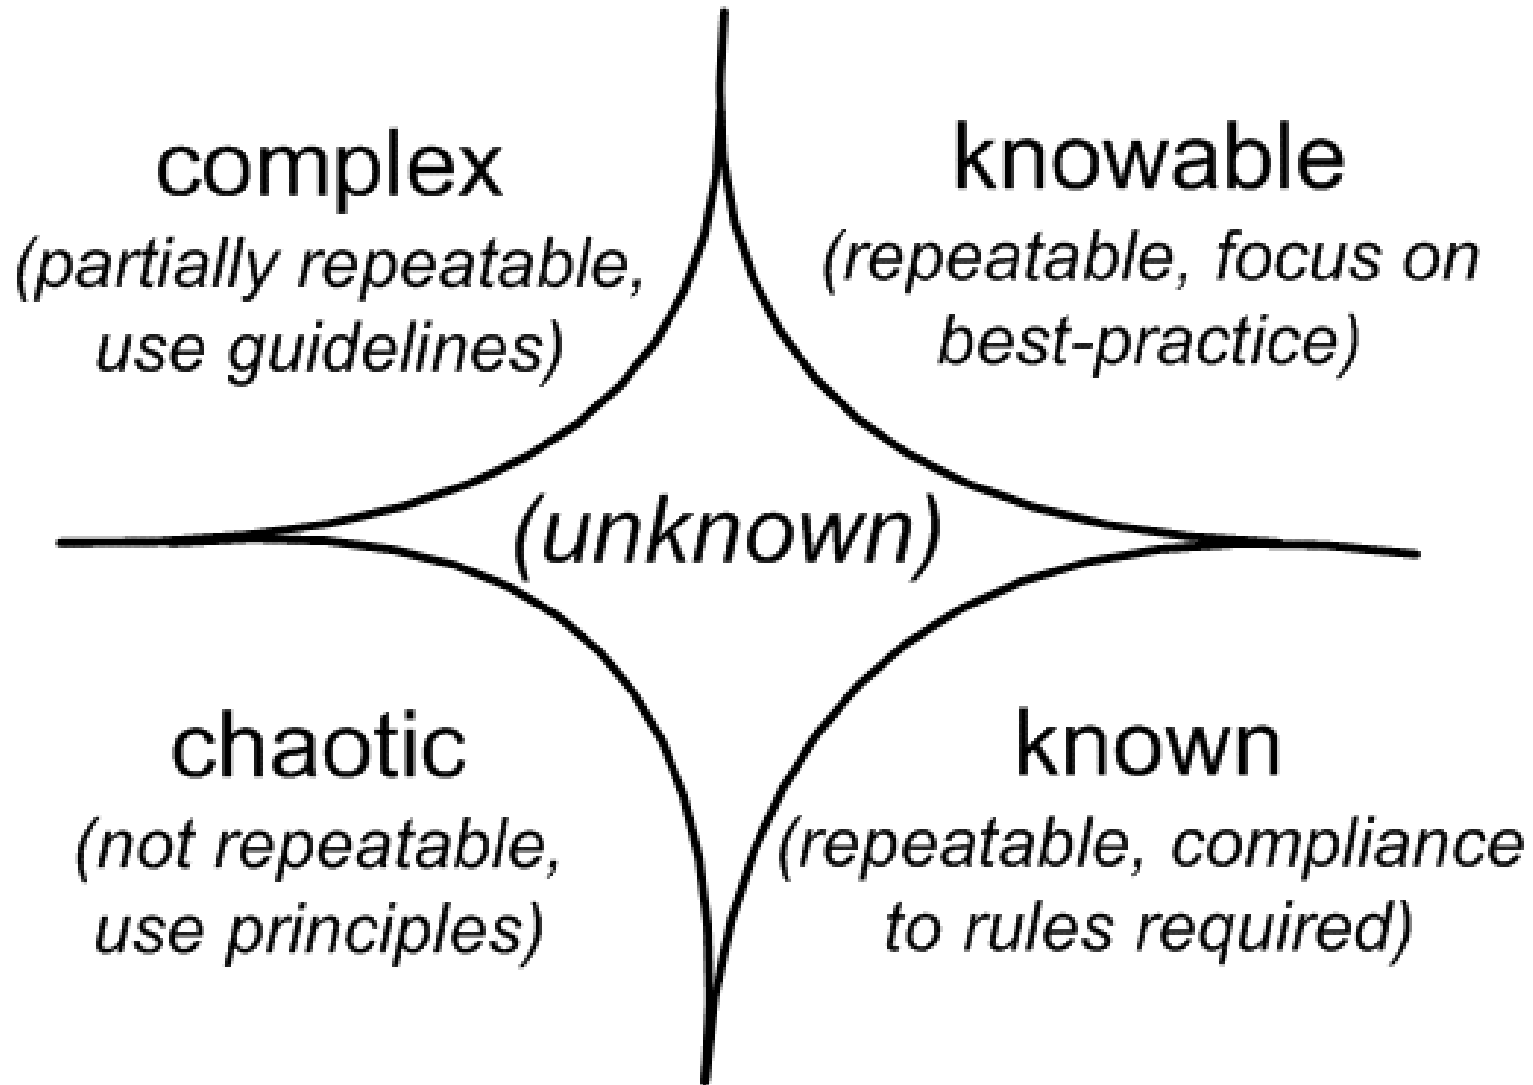 complex
(partially repeatable,
use guidelines)
knowable
(repeatable, focus on
best-practice)
(unknown)
chaotic
(not repeatable,
use principles)
known
(repeatable, compliance
to rules required)